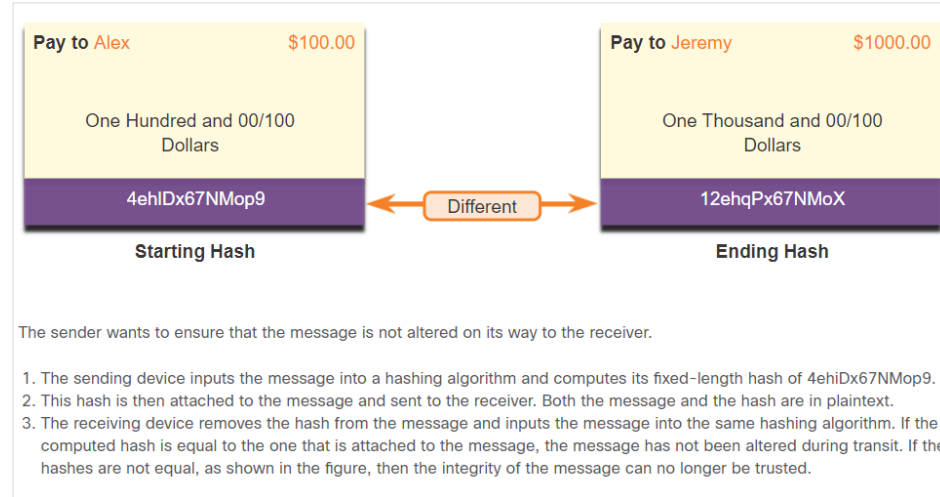 Pay to Alex $100.00
One Hundred and 00/100
Dollars
4ehIDx67NMop9
Starting Hash
Different
Pay to Jeremy $1000.00
One Thousand and 00/100
Dollars
12ehqPx67NMoX
Ending Hash
The sender wants to ensure that the message is not altered on its way to the receiver.
1. The sending device inputs the message into a hashing algorithm and computes its fixed-length hash of 4ehiDx67NMop9.
2. This hash is then attached to the message and sent to the receiver. Both the message and the hash are in plaintext.
3. The receiving device removes the hash from the message and inputs the message into the same hashing algorithm. If the
computed hash is equal to the one that is attached to the message, the message has not been altered during transit. If the
hashes are not equal, as shown in the figure, then the integrity of the message can no longer be trusted.